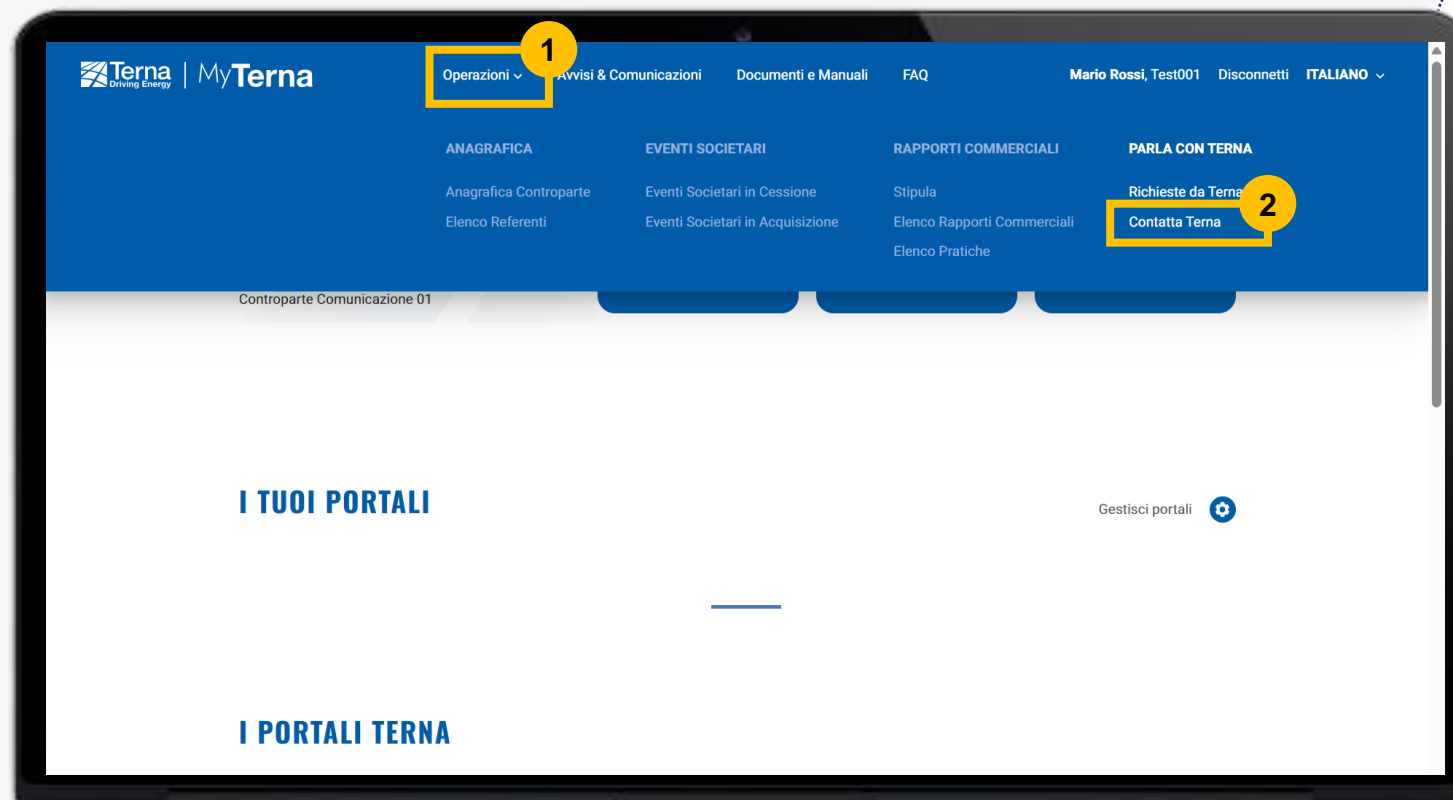 1
Terna
Driving Energy
MyTerna
Operazioni
Avvisi & Comunicazioni
Documenti e Manuali
FAQ
Mario Rossi, Test001
Disconnetti
ITALIANO
ANAGRAFICA
Anagrafica Controparte
Elenco Referenti
EVENTI SOCIETARI
Eventi Societari in Cessione
Eventi Societari in Acquisizione
RAPPORTI COMMERCIALI
Stipula
Elenco Rapporti Commerciali
Elenco Pratiche
PARLA CON TERNA
Richieste da Terna
2
Contatta Terna
Controparte Comunicazione 01
I TUOI PORTALI
Gestisci portali
I PORTALI TERNA